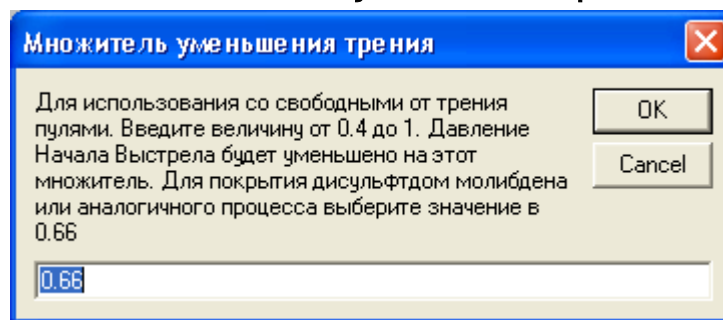 Множитель уменьшения трения
Для использования со свободными от трения
пулями. Введите величину от 0.4 до 1. Давление
Начала Выстрела будет уменьшено на этот
множитель. Для покрытия дисульфтдом молибдена
или аналогичного процесса выберите значение в
0.66
OK
Cancel
0.66